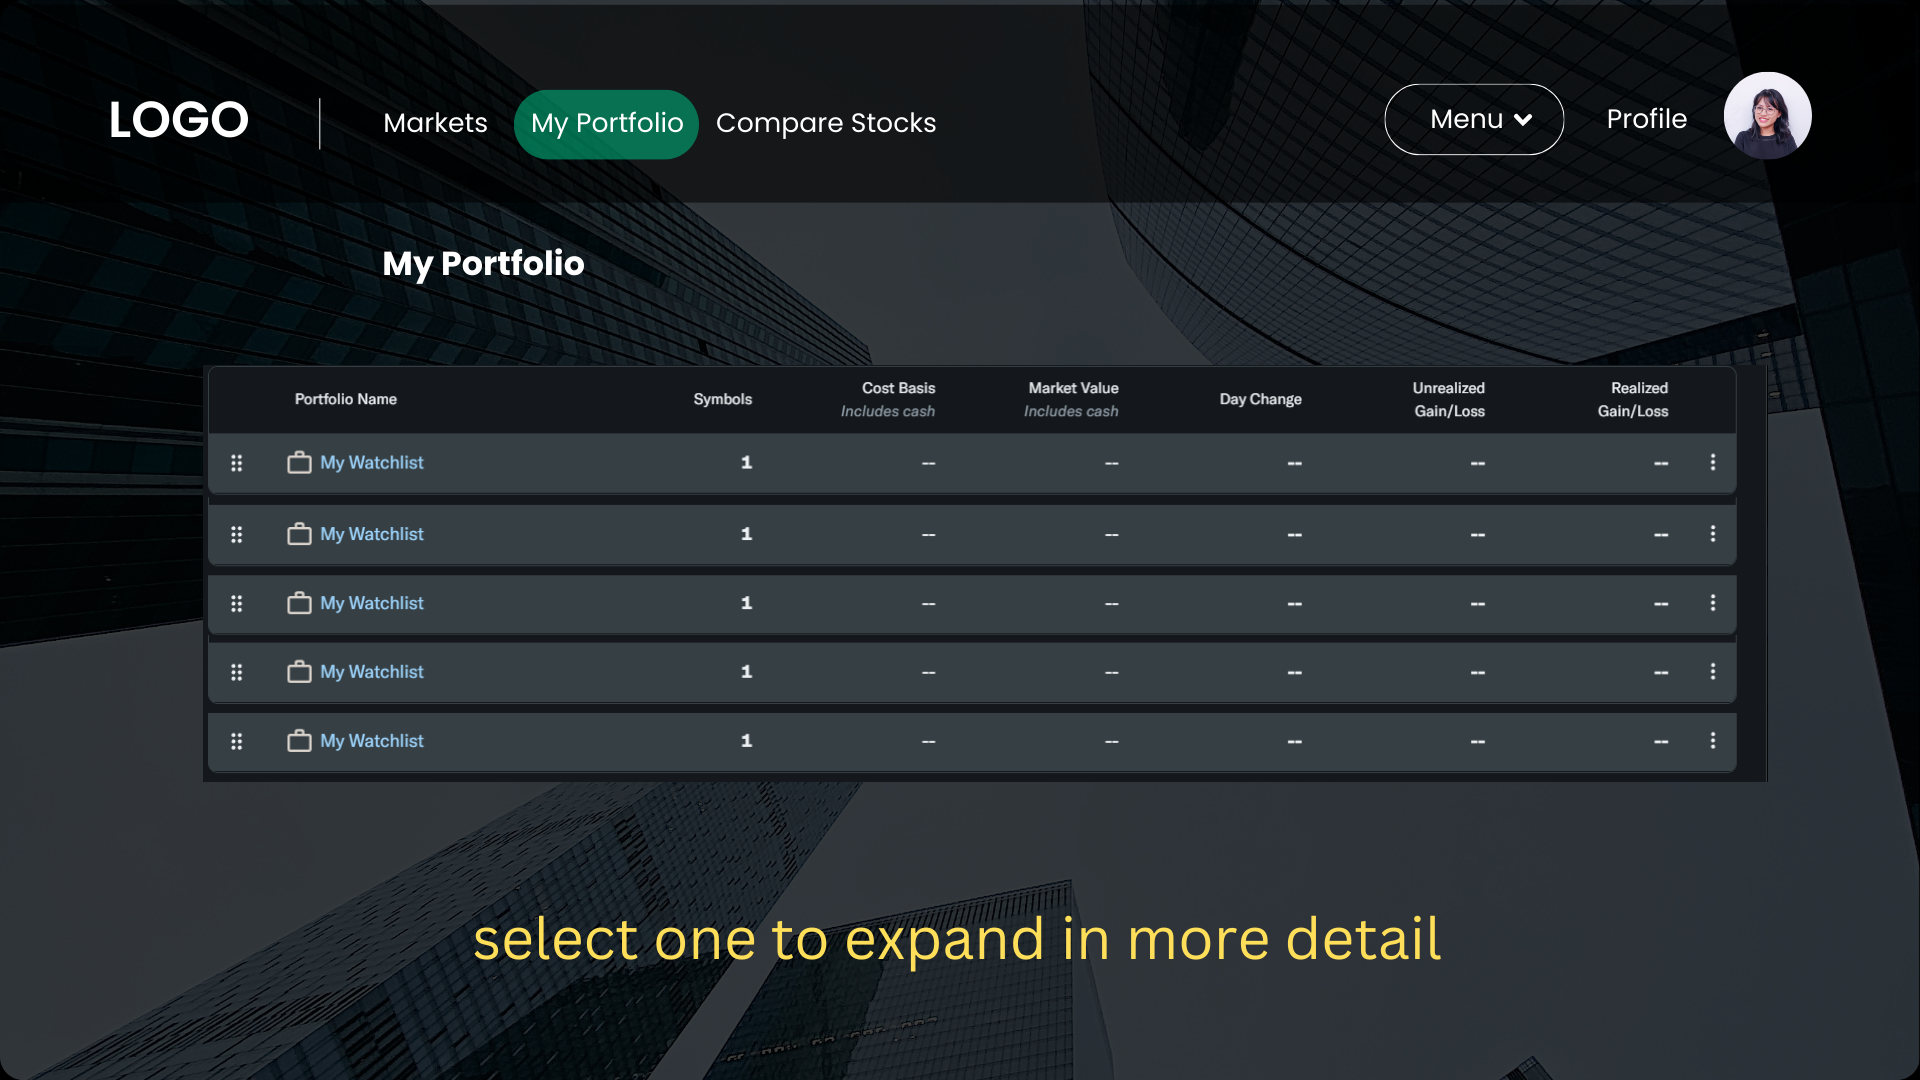 LOGO
Markets My Portfolio Compare Stocks
Menu Profile
My Portfolio
Portfolio Name Symbols Cost Basis Includes cash Market Value Includes cash Day Change Unrealized Gain/Loss Realized Gain/Loss
My Watchlist 1 -- -- -- -- --
My Watchlist 1 -- -- -- -- --
My Watchlist 1 -- -- -- -- --
My Watchlist 1 -- -- -- -- --
My Watchlist 1 -- -- -- -- --
select one to expand in more detail